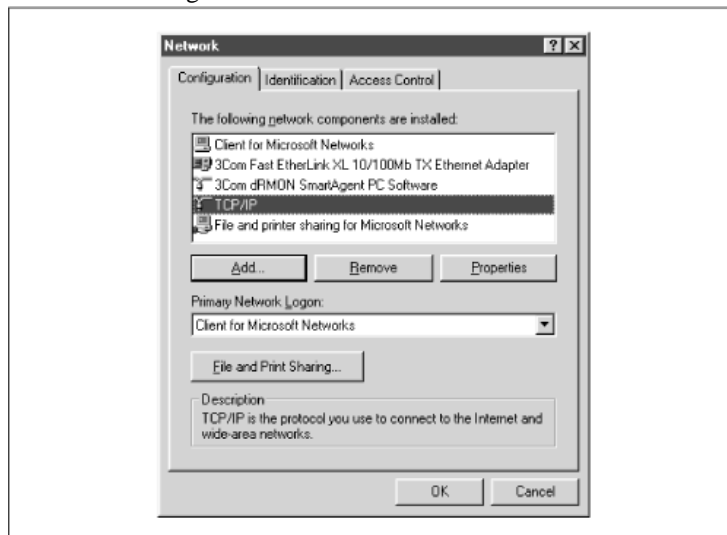 Network
Configuration Identification Access Control
The following network components are installed:
Client for Microsoft Networks
3Com Fast EtherLink XL 10/100Mb TX Ethernet Adapter
3Com dRMON SmartAgent PC Software
TCP/IP
File and printer sharing for Microsoft Networks
Add... Remove Properties
Primary Network Logon:
Client for Microsoft Networks
File and Print Sharing...
Description
TCP/IP is the protocol you use to connect to the Internet and
wide-area networks.
OK Cancel